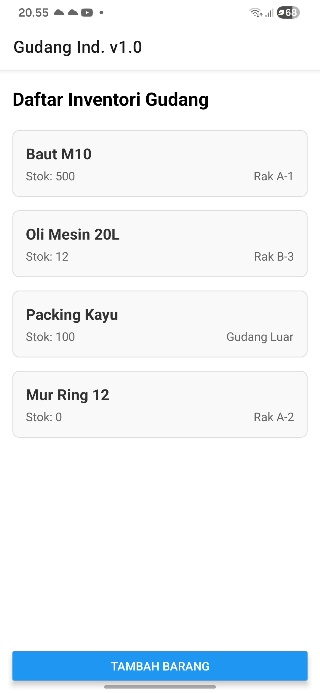 20.55
68
Gudang Ind. v1.0
Daftar Inventori Gudang
Baut M10
Stok: 500 Rak A-1
Oli Mesin 20L
Stok: 12 Rak B-3
Packing Kayu
Stok: 100 Gudang Luar
Mur Ring 12
Stok: 0 Rak A-2
TAMBAH BARANG